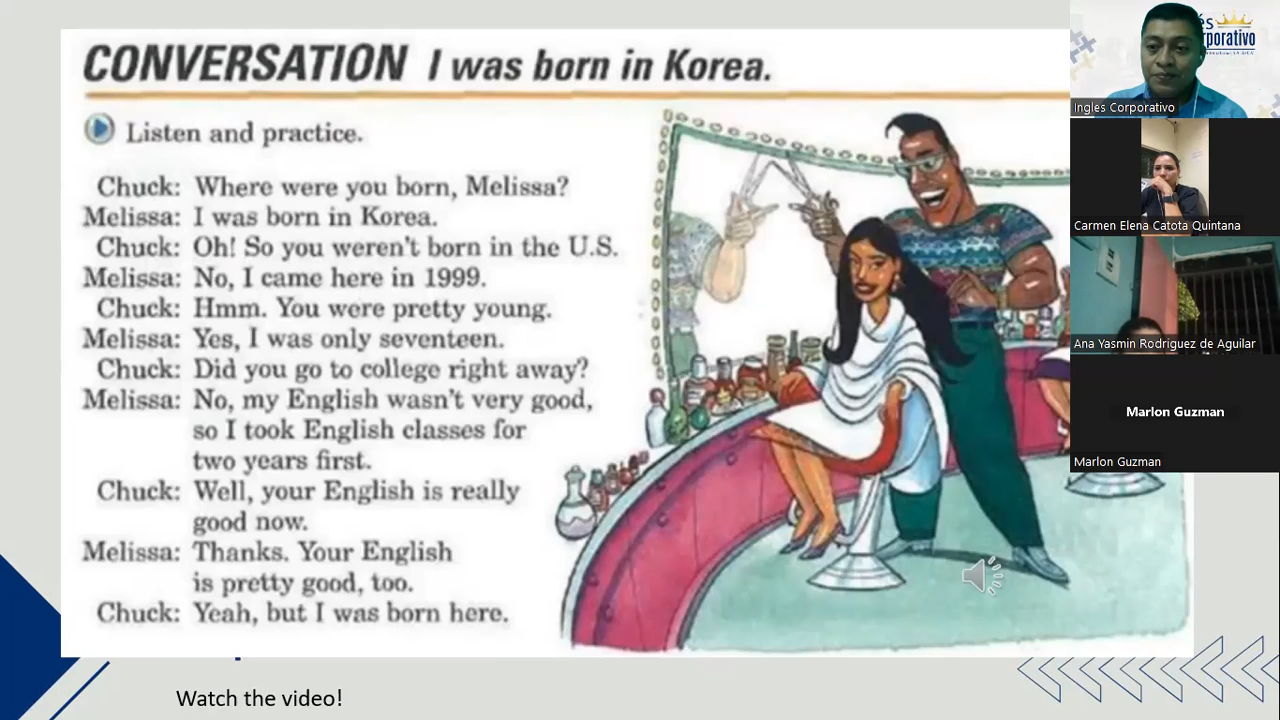 CONVERSATION I was born in Korea.
Listen and practice.
Chuck: Where were you born, Melissa?
Melissa: I was born in Korea.
Chuck: Oh! So you weren't born in the U.S.
Melissa: No, I came here in 1999.
Chuck: Hmm. You were pretty young.
Melissa: Yes, I was only seventeen.
Chuck: Did you go to college right away?
Melissa: No, my English wasn't very good,
so I took English classes for
two years first.
Chuck: Well, your English is really
good now.
Melissa: Thanks. Your English
is pretty good, too.
Chuck: Yeah, but I was born here.
Watch the video!
Ingles Corporativo
Carmen Elena Catota Quintana
Ana Yasmin Rodriguez de Aguilar
Marlon Guzman
Marlon Guzman